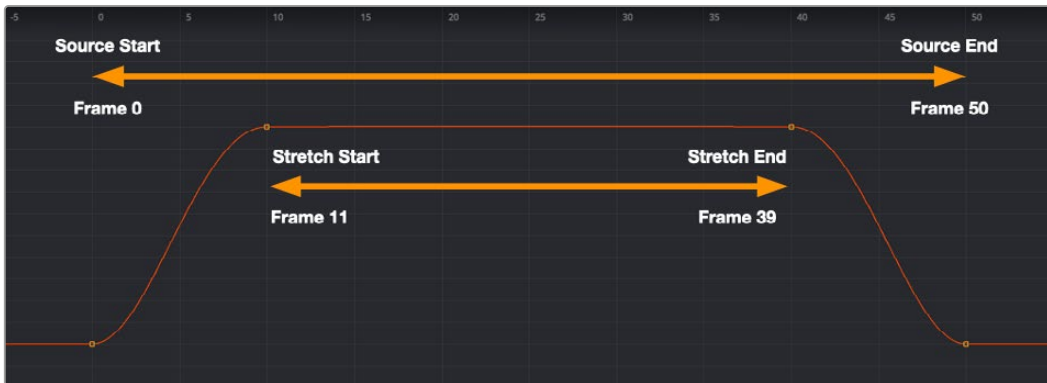 -5 0 5 10 15 20 25 30 35 40 45 50
Source Start Source End
Frame 0 Frame 50
Stretch Start Stretch End
Frame 11 Frame 39